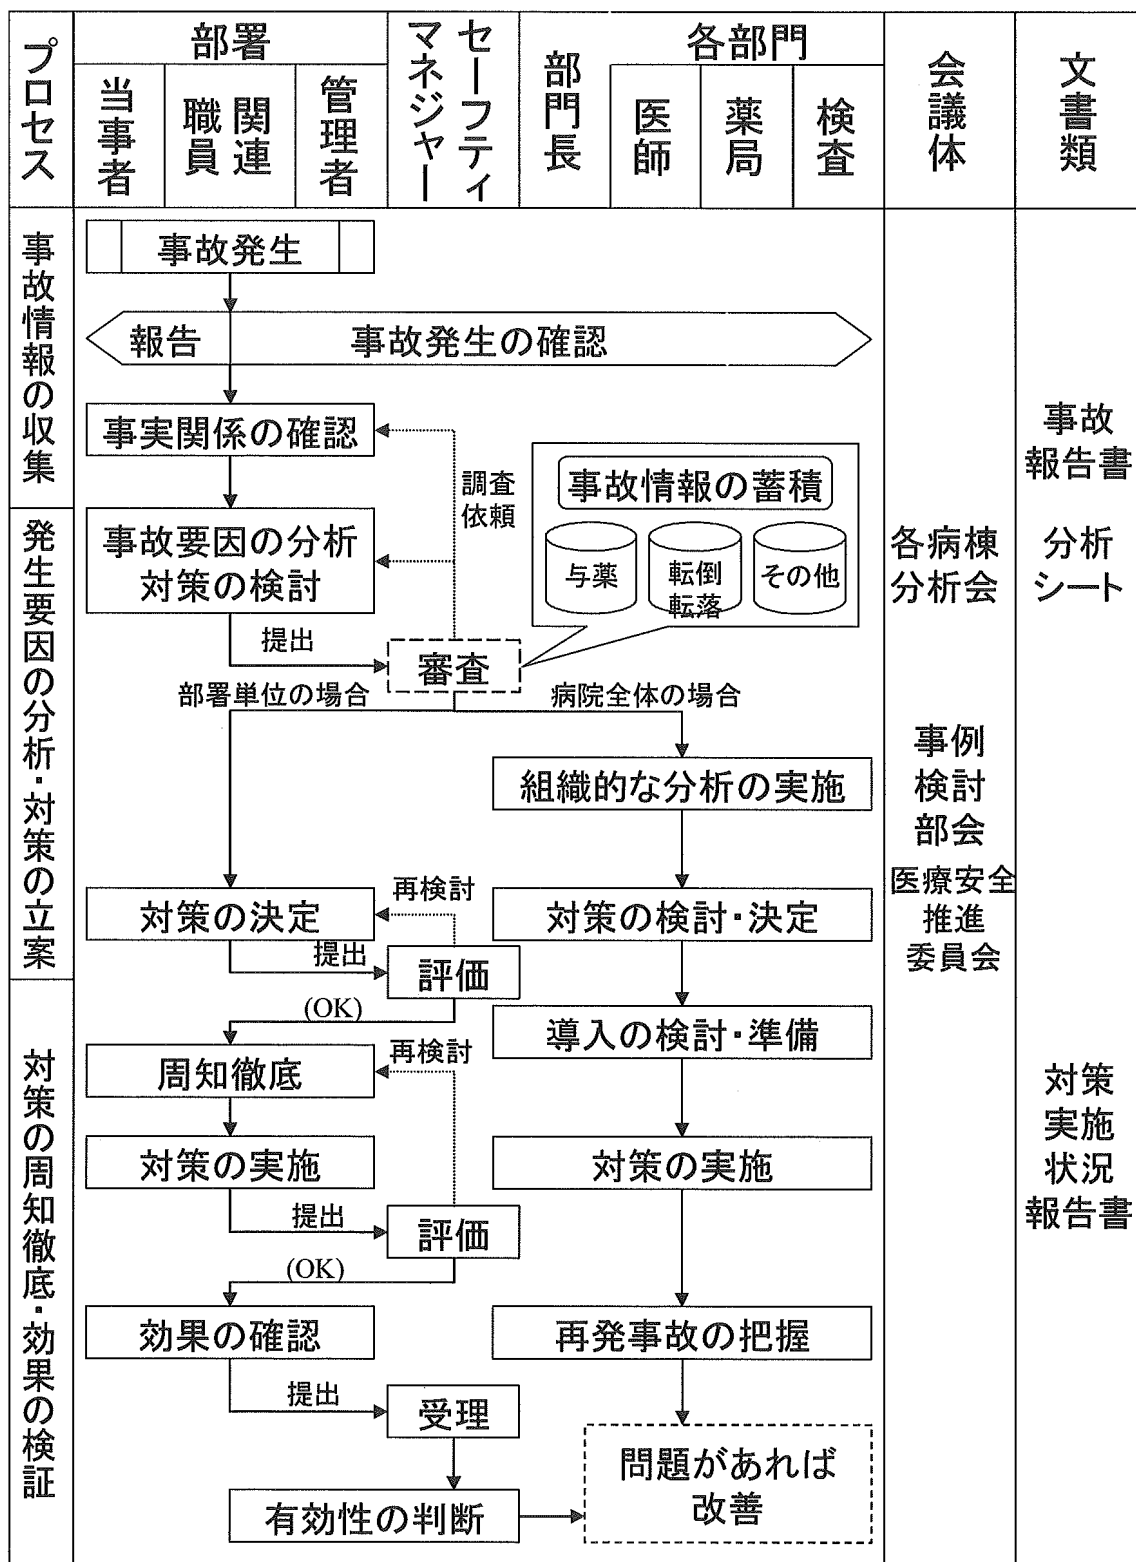 プロセス
部署
当事者
関連
職員
管理者
セーフティ
マネジャー
部門長
各部門
医師
薬局
検査
会議体
文書類
事故情報の収集
事故発生
報告
事故発生の確認
事実関係の確認
調査
依頼
事故情報の蓄積
与薬
転倒
転落
その他
事故
報告書
発生要因の分析・対策の立案
事故要因の分析
対策の検討
提出
審査
各病棟
分析会
分析
シート
部署単位の場合
病院全体の場合
組織的な分析の実施
事例
検討
部会
医療安全
推進
委員会
対策の決定
再検討
提出
評価
対策の検討・決定
対策の周知徹底・効果の検証
(OK)
導入の検討・準備
周知徹底
再検討
対策の実施
提出
評価
対策の実施
対策
実施
状況
報告書
(OK)
効果の確認
再発事故の把握
提出
受理
有効性の判断
問題があれば
改善